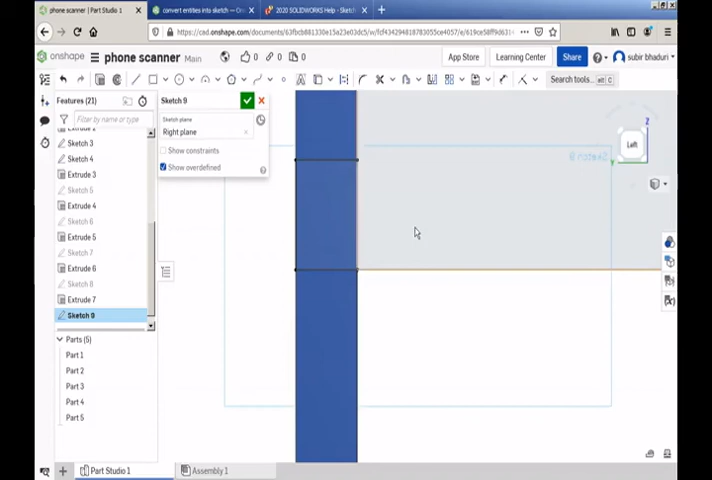 phone scanner | Part Studio 1
convert entities into sketch — On
2020 SOLIDWORKS Help - Sketch
onshape
phone scanner
Main
0
0
App Store
Learning Center
Share
subir bhaduri
Search tools...
Features (21)
Filter by name or type
Sketch 3
Sketch 4
Extrude 3
Sketch 5
Extrude 4
Sketch 6
Extrude 5
Sketch 7
Extrude 6
Sketch 8
Extrude 7
Sketch 9
Parts (5)
Part 1
Part 2
Part 3
Part 4
Part 5
Sketch 9
Sketch plane
Right plane
Show constraints
Show overdefined
Z
Left
Y
Part Studio 1
Assembly 1